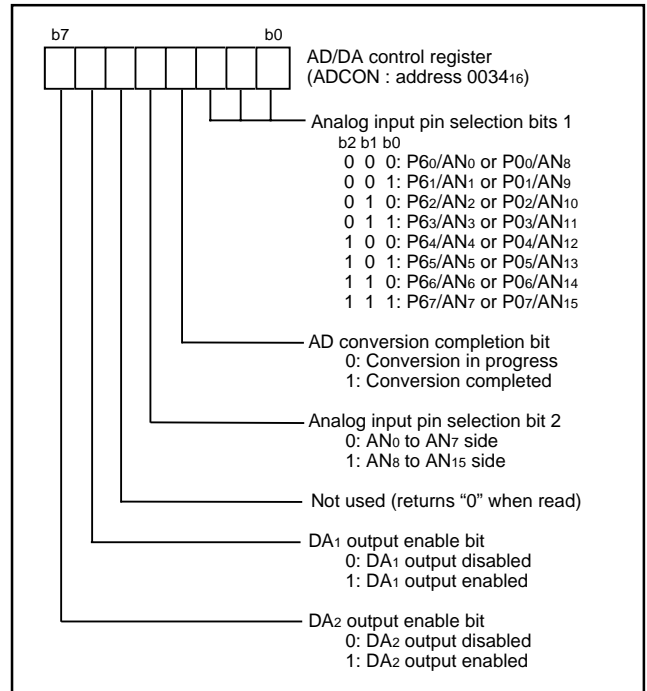 b7 b0
AD/DA control register
(ADCON : address 0034₁₆)
Analog input pin selection bits 1
b2 b1 b0
0 0 0: P6₀/AN₀ or P0₀/AN₈
0 0 1: P6₁/AN₁ or P0₁/AN₉
0 1 0: P6₂/AN₂ or P0₂/AN₁₀
0 1 1: P6₃/AN₃ or P0₃/AN₁₁
1 0 0: P6₄/AN₄ or P0₄/AN₁₂
1 0 1: P6₅/AN₅ or P0₅/AN₁₃
1 1 0: P6₆/AN₆ or P0₆/AN₁₄
1 1 1: P6₇/AN₇ or P0₇/AN₁₅
AD conversion completion bit
0: Conversion in progress
1: Conversion completed
Analog input pin selection bit 2
0: AN₀ to AN₇ side
1: AN₈ to AN₁₅ side
Not used (returns “0” when read)
DA₁ output enable bit
0: DA₁ output disabled
1: DA₁ output enabled
DA₂ output enable bit
0: DA₂ output disabled
1: DA₂ output enabled